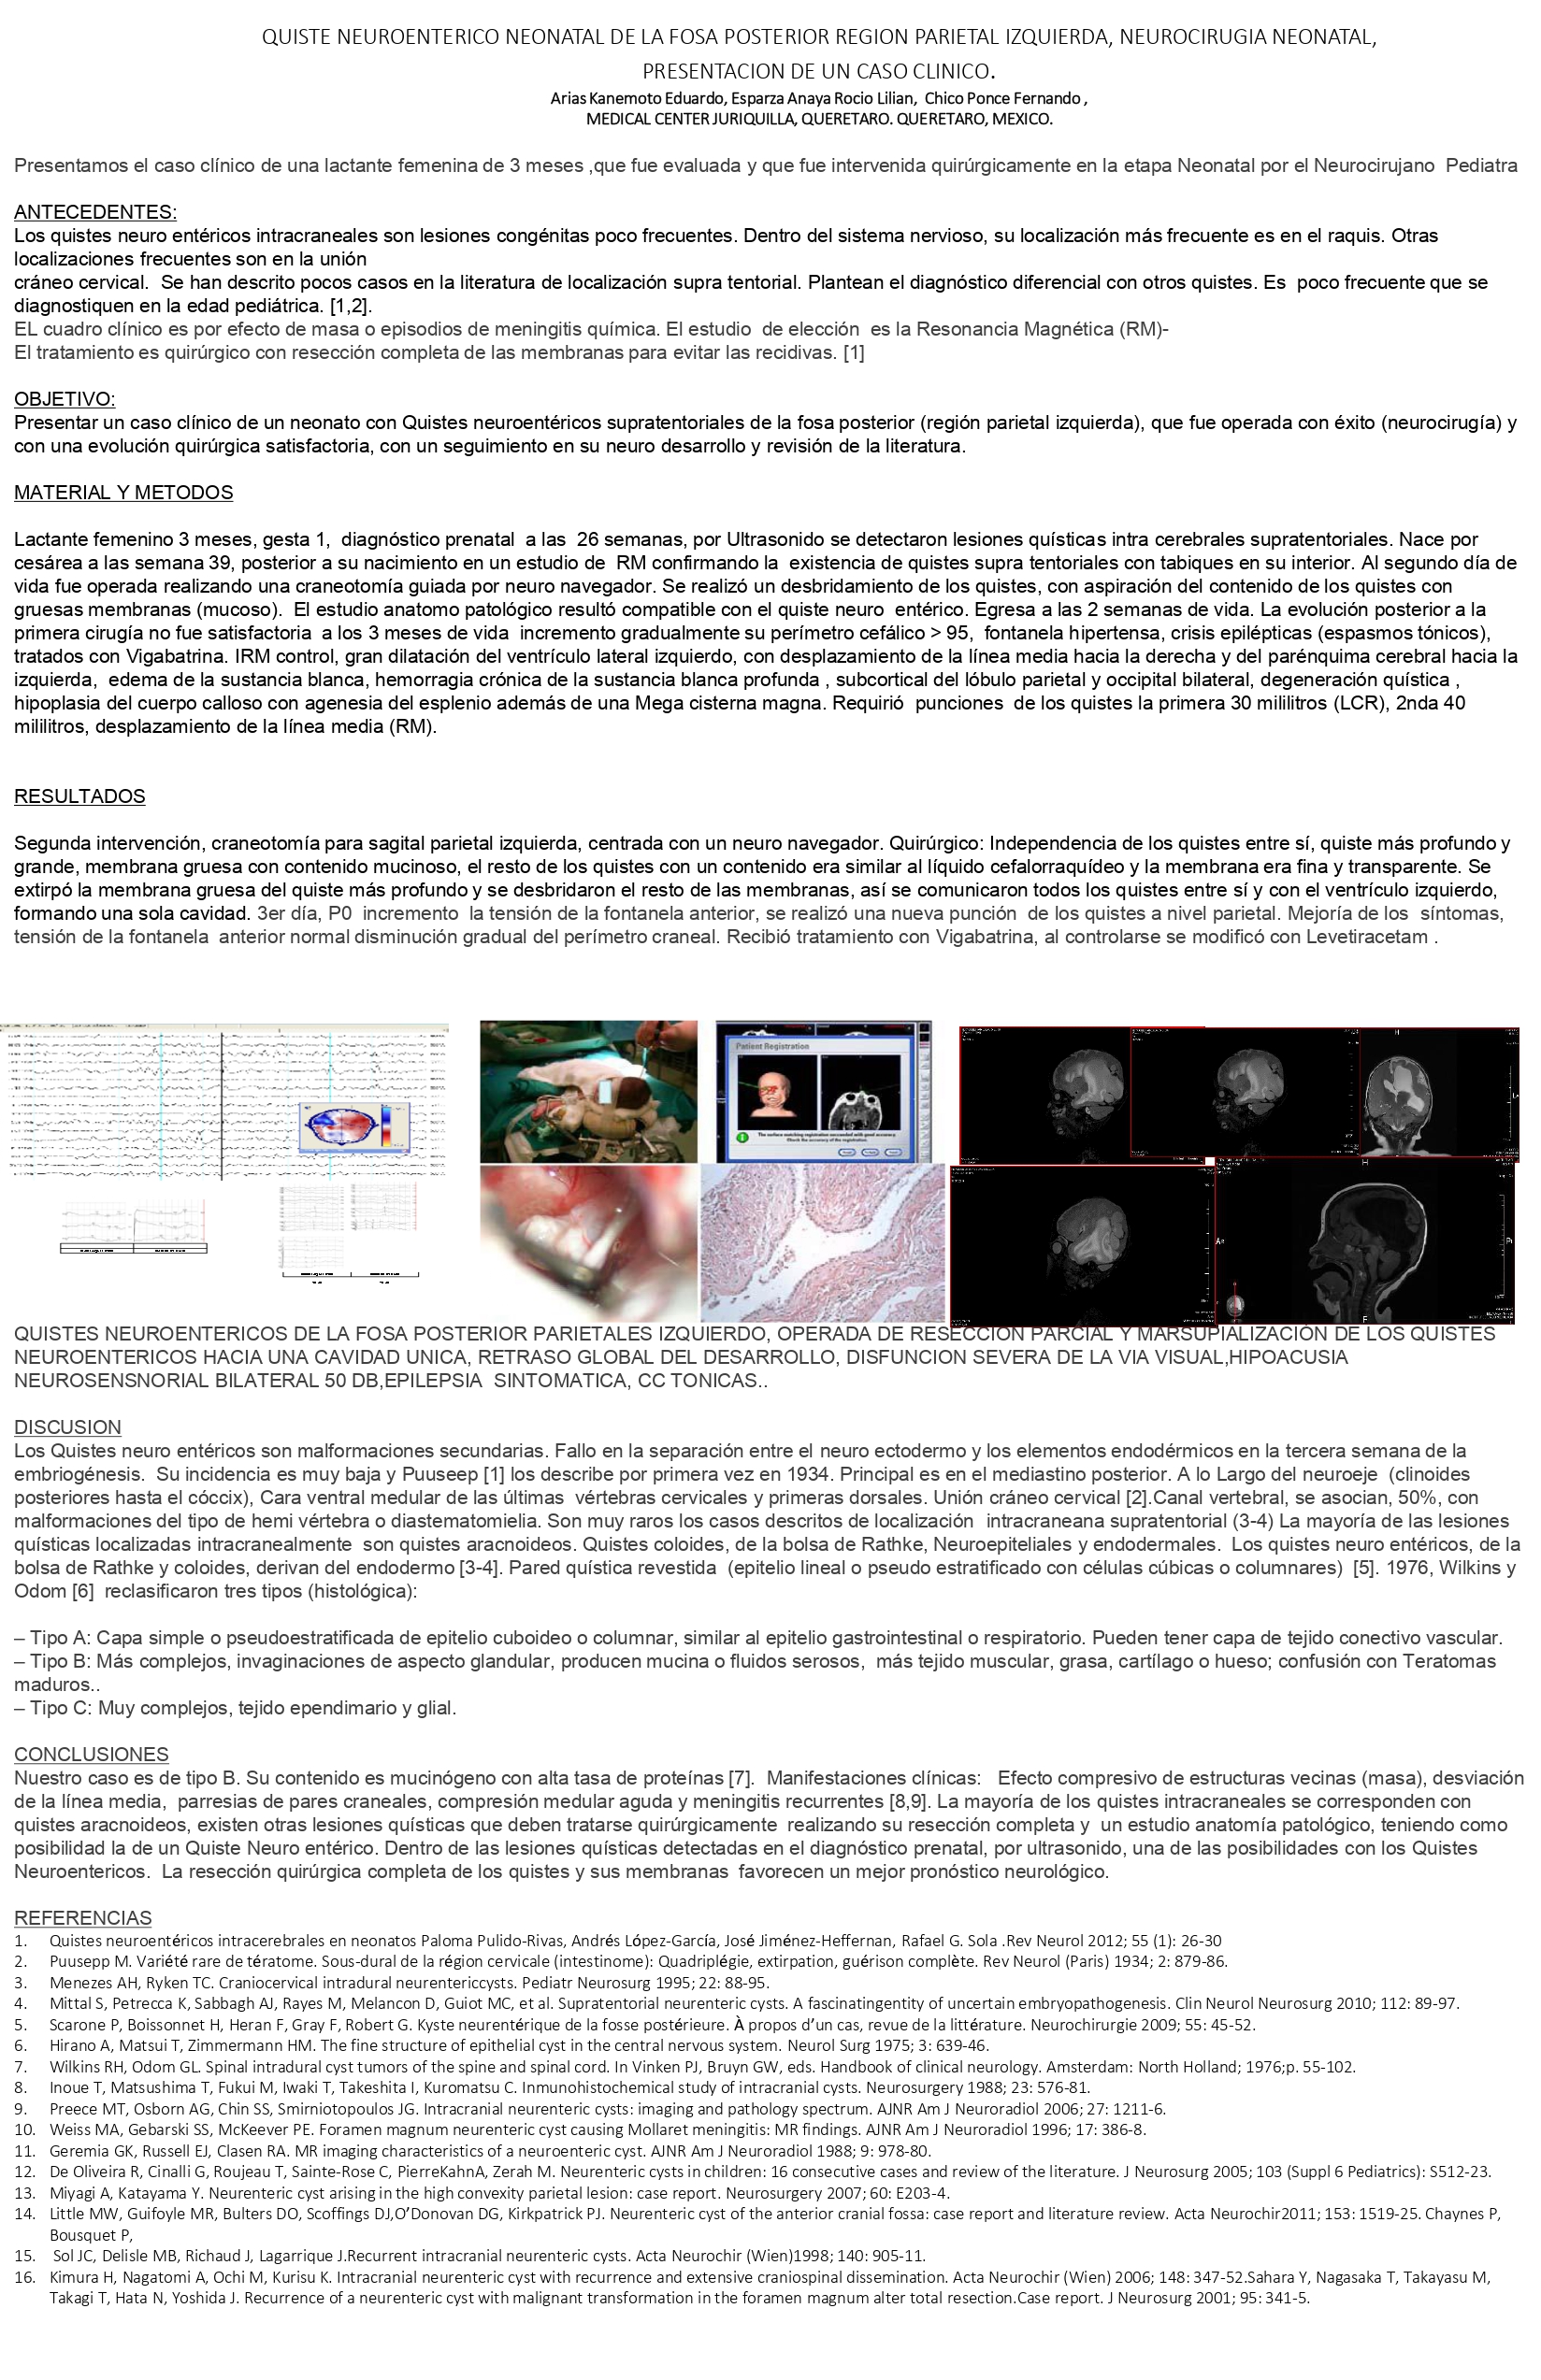 QUISTE NEUROENTERICO NEONATAL DE LA FOSA POSTERIOR REGION PARIETAL IZQUIERDA, NEUROCIRUGIA NEONATAL,
PRESENTACION DE UN CASO CLINICO.
Arias Kanemoto Eduardo, Esparza Anaya Rocio Lilian,  Chico Ponce Fernando ,
MEDICAL CENTER JURIQUILLA, QUERETARO. QUERETARO, MEXICO.
Presentamos el caso clínico de una lactante femenina de 3 meses ,que fue evaluada y que fue intervenida quirúrgicamente en la etapa Neonatal por el Neurocirujano  Pediatra
ANTECEDENTES:
Los quistes neuro entéricos intracraneales son lesiones congénitas poco frecuentes. Dentro del sistema nervioso, su localización más frecuente es en el raquis. Otras
localizaciones frecuentes son en la unión
cráneo cervical.  Se han descrito pocos casos en la literatura de localización supra tentorial. Plantean el diagnóstico diferencial con otros quistes. Es  poco frecuente que se
diagnostiquen en la edad pediátrica. [1,2].
EL cuadro clínico es por efecto de masa o episodios de meningitis química. El estudio  de elección  es la Resonancia Magnética (RM)-
El tratamiento es quirúrgico con resección completa de las membranas para evitar las recidivas. [1]
OBJETIVO:
Presentar un caso clínico de un neonato con Quistes neuroentéricos supratentoriales de la fosa posterior (región parietal izquierda), que fue operada con éxito (neurocirugía) y
con una evolución quirúrgica satisfactoria, con un seguimiento en su neuro desarrollo y revisión de la literatura.
MATERIAL Y METODOS
Lactante femenino 3 meses, gesta 1,  diagnóstico prenatal  a las  26 semanas, por Ultrasonido se detectaron lesiones quísticas intra cerebrales supratentoriales. Nace por
cesárea a las semana 39, posterior a su nacimiento en un estudio de  RM confirmando la  existencia de quistes supra tentoriales con tabiques en su interior. Al segundo día de
vida fue operada realizando una craneotomía guiada por neuro navegador. Se realizó un desbridamiento de los quistes, con aspiración del contenido de los quistes con
gruesas membranas (mucoso).  El estudio anatomo patológico resultó compatible con el quiste neuro  entérico. Egresa a las 2 semanas de vida. La evolución posterior a la
primera cirugía no fue satisfactoria  a los 3 meses de vida  incremento gradualmente su perímetro cefálico > 95,  fontanela hipertensa, crisis epilépticas (espasmos tónicos),
tratados con Vigabatrina. IRM control, gran dilatación del ventrículo lateral izquierdo, con desplazamiento de la línea media hacia la derecha y del parénquima cerebral hacia la
izquierda,  edema de la sustancia blanca, hemorragia crónica de la sustancia blanca profunda , subcortical del lóbulo parietal y occipital bilateral, degeneración quística ,
hipoplasia del cuerpo calloso con agenesia del esplenio además de una Mega cisterna magna. Requirió  punciones  de los quistes la primera 30 mililitros (LCR), 2nda 40
mililitros, desplazamiento de la línea media (RM).
RESULTADOS
Segunda intervención, craneotomía para sagital parietal izquierda, centrada con un neuro navegador. Quirúrgico: Independencia de los quistes entre sí, quiste más profundo y
grande, membrana gruesa con contenido mucinoso, el resto de los quistes con un contenido era similar al líquido cefalorraquídeo y la membrana era fina y transparente. Se
extirpó la membrana gruesa del quiste más profundo y se desbridaron el resto de las membranas, así se comunicaron todos los quistes entre sí y con el ventrículo izquierdo,
formando una sola cavidad. 3er día, P0  incremento  la tensión de la fontanela anterior, se realizó una nueva punción  de los quistes a nivel parietal. Mejoría de los  síntomas,
tensión de la fontanela  anterior normal disminución gradual del perímetro craneal. Recibió tratamiento con Vigabatrina, al controlarse se modificó con Levetiracetam .
Patient Registration
The surface matching registration succeeded with good accuracy.
Check the accuracy of the registration.
QUISTES NEUROENTERICOS DE LA FOSA POSTERIOR PARIETALES IZQUIERDO, OPERADA DE RESECCION PARCIAL Y MARSUPIALIZACION DE LOS QUISTES
NEUROENTERICOS HACIA UNA CAVIDAD UNICA, RETRASO GLOBAL DEL DESARROLLO, DISFUNCION SEVERA DE LA VIA VISUAL,HIPOACUSIA
NEUROSENSNORIAL BILATERAL 50 DB,EPILEPSIA  SINTOMATICA, CC TONICAS..
DISCUSION
Los Quistes neuro entéricos son malformaciones secundarias. Fallo en la separación entre el neuro ectodermo y los elementos endodérmicos en la tercera semana de la
embriogénesis.  Su incidencia es muy baja y Puuseep [1] los describe por primera vez en 1934. Principal es en el mediastino posterior. A lo Largo del neuroeje  (clinoides
posteriores hasta el cóccix), Cara ventral medular de las últimas  vértebras cervicales y primeras dorsales. Unión cráneo cervical [2].Canal vertebral, se asocian, 50%, con
malformaciones del tipo de hemi vértebra o diastematomielia. Son muy raros los casos descritos de localización  intracraneana supratentorial (3-4) La mayoría de las lesiones
quísticas localizadas intracranealmente  son quistes aracnoideos. Quistes coloides, de la bolsa de Rathke, Neuroepiteliales y endodermales.  Los quistes neuro entéricos, de la
bolsa de Rathke y coloides, derivan del endodermo [3-4]. Pared quística revestida  (epitelio lineal o pseudo estratificado con células cúbicas o columnares)  [5]. 1976, Wilkins y
Odom [6]  reclasificaron tres tipos (histológica):
– Tipo A: Capa simple o pseudoestratificada de epitelio cuboideo o columnar, similar al epitelio gastrointestinal o respiratorio. Pueden tener capa de tejido conectivo vascular.
– Tipo B: Más complejos, invaginaciones de aspecto glandular, producen mucina o fluidos serosos,  más tejido muscular, grasa, cartílago o hueso; confusión con Teratomas
maduros..
– Tipo C: Muy complejos, tejido ependimario y glial.
CONCLUSIONES
Nuestro caso es de tipo B. Su contenido es mucinógeno con alta tasa de proteínas [7].  Manifestaciones clínicas:   Efecto compresivo de estructuras vecinas (masa), desviación
de la línea media,  parresias de pares craneales, compresión medular aguda y meningitis recurrentes [8,9]. La mayoría de los quistes intracraneales se corresponden con
quistes aracnoideos, existen otras lesiones quísticas que deben tratarse quirúrgicamente  realizando su resección completa y  un estudio anatomía patológico, teniendo como
posibilidad la de un Quiste Neuro entérico. Dentro de las lesiones quísticas detectadas en el diagnóstico prenatal, por ultrasonido, una de las posibilidades con los Quistes
Neuroentericos.  La resección quirúrgica completa de los quistes y sus membranas  favorecen un mejor pronóstico neurológico.
REFERENCIAS
1. Quistes neuroentéricos intracerebrales en neonatos Paloma Pulido-Rivas, Andrés López-García, José Jiménez-Heffernan, Rafael G. Sola .Rev Neurol 2012; 55 (1): 26-30
2. Puusepp M. Variété rare de tératome. Sous-dural de la région cervicale (intestinome): Quadriplégie, extirpation, guérison complète. Rev Neurol (Paris) 1934; 2: 879-86.
3. Menezes AH, Ryken TC. Craniocervical intradural neurentericcysts. Pediatr Neurosurg 1995; 22: 88-95.
4. Mittal S, Petrecca K, Sabbagh AJ, Rayes M, Melancon D, Guiot MC, et al. Supratentorial neurenteric cysts. A fascinatingentity of uncertain embryopathogenesis. Clin Neurol Neurosurg 2010; 112: 89-97.
5. Scarone P, Boissonnet H, Heran F, Gray F, Robert G. Kyste neurentérique de la fosse postérieure. À propos d’un cas, revue de la littérature. Neurochirurgie 2009; 55: 45-52.
6. Hirano A, Matsui T, Zimmermann HM. The fine structure of epithelial cyst in the central nervous system. Neurol Surg 1975; 3: 639-46.
7. Wilkins RH, Odom GL. Spinal intradural cyst tumors of the spine and spinal cord. In Vinken PJ, Bruyn GW, eds. Handbook of clinical neurology. Amsterdam: North Holland; 1976;p. 55-102.
8. Inoue T, Matsushima T, Fukui M, Iwaki T, Takeshita I, Kuromatsu C. Inmunohistochemical study of intracranial cysts. Neurosurgery 1988; 23: 576-81.
9. Preece MT, Osborn AG, Chin SS, Smirniotopoulos JG. Intracranial neurenteric cysts: imaging and pathology spectrum. AJNR Am J Neuroradiol 2006; 27: 1211-6.
10. Weiss MA, Gebarski SS, McKeever PE. Foramen magnum neurenteric cyst causing Mollaret meningitis: MR findings. AJNR Am J Neuroradiol 1996; 17: 386-8.
11. Geremia GK, Russell EJ, Clasen RA. MR imaging characteristics of a neuroenteric cyst. AJNR Am J Neuroradiol 1988; 9: 978-80.
12. De Oliveira R, Cinalli G, Roujeau T, Sainte-Rose C, PierreKahnA, Zerah M. Neurenteric cysts in children: 16 consecutive cases and review of the literature. J Neurosurg 2005; 103 (Suppl 6 Pediatrics): S512-23.
13. Miyagi A, Katayama Y. Neurenteric cyst arising in the high convexity parietal lesion: case report. Neurosurgery 2007; 60: E203-4.
14. Little MW, Guifoyle MR, Bulters DO, Scoffings DJ,O’Donovan DG, Kirkpatrick PJ. Neurenteric cyst of the anterior cranial fossa: case report and literature review. Acta Neurochir2011; 153: 1519-25. Chaynes P,
Bousquet P,
15. Sol JC, Delisle MB, Richaud J, Lagarrique J.Recurrent intracranial neurenteric cysts. Acta Neurochir (Wien)1998; 140: 905-11.
16. Kimura H, Nagatomi A, Ochi M, Kurisu K. Intracranial neurenteric cyst with recurrence and extensive craniospinal dissemination. Acta Neurochir (Wien) 2006; 148: 347-52.Sahara Y, Nagasaka T, Takayasu M,
Takagi T, Hata N, Yoshida J. Recurrence of a neurenteric cyst with malignant transformation in the foramen magnum alter total resection.Case report. J Neurosurg 2001; 95: 341-5.